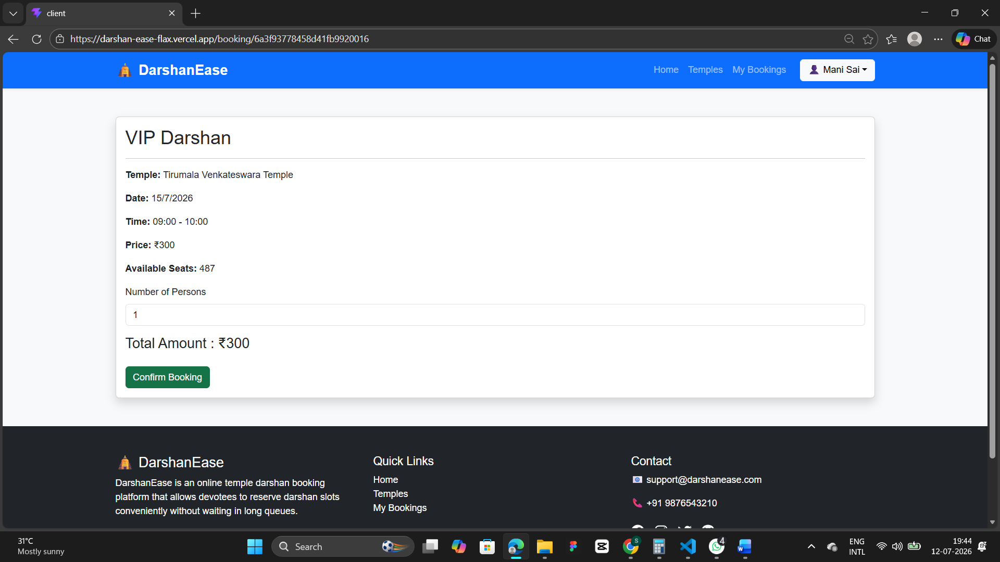 client
https://darshan-ease-flax.vercel.app/booking/6a3f93778458d41fb9920016
Chat
DarshanEase
Home
Temples
My Bookings
Mani Sai
VIP Darshan
Temple: Tirumala Venkateswara Temple
Date: 15/7/2026
Time: 09:00 - 10:00
Price: ₹300
Available Seats: 487
Number of Persons
1
Total Amount : ₹300
Confirm Booking
DarshanEase
DarshanEase is an online temple darshan booking
platform that allows devotees to reserve darshan slots
conveniently without waiting in long queues.
Quick Links
Home
Temples
My Bookings
Contact
support@darshanease.com
+91 9876543210
31°C
Mostly sunny
Search
S
4
W
ENG
INTL
19:44
12-07-2026